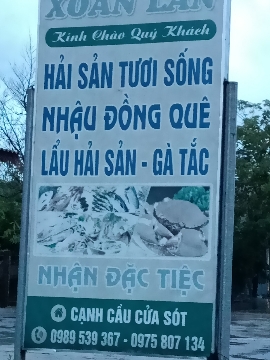 XUÂN LAN
Kính Chào Quý Khách
HẢI SẢN TƯƠI SỐNG
NHẬU ĐỒNG QUÊ
LẨU HẢI SẢN - GÀ TẮC
NHẬN ĐẶC TIỆC
CẠNH CẦU CỬA SÓT
0989 539 367 - 0975 807 134